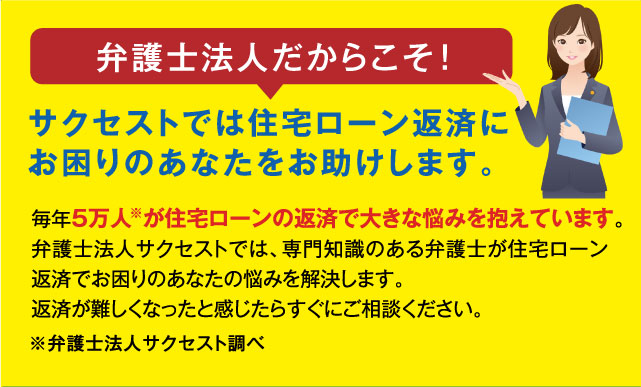 弁護士法人だからこそ！
サクセストでは住宅ローン返済に
お困りのあなたをお助けします。
毎年5万人※が住宅ローンの返済で大きな悩みを抱えています。
弁護士法人サクセストでは、専門知識のある弁護士が住宅ローン
返済でお困りのあなたの悩みを解決します。
返済が難しくなったと感じたらすぐにご相談ください。
※弁護士法人サクセスト調べ